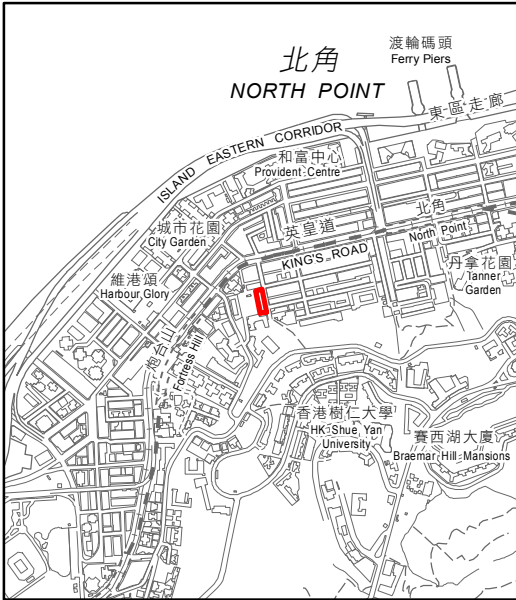 渡輪碼頭
Ferry Piers
北角
NORTH POINT
東區走廊
ISLAND EASTERN CORRIDOR
和富中心
Provident Centre
城市花園
City Garden
英皇道
KING'S ROAD
北角
North Point
丹拿花園
Tanner
Garden
維港頌
Harbour Glory
炮台山
Fortress Hill
香港樹仁大學
HK Shue Yan
University
賽西湖大廈
Braemar Hill Mansions